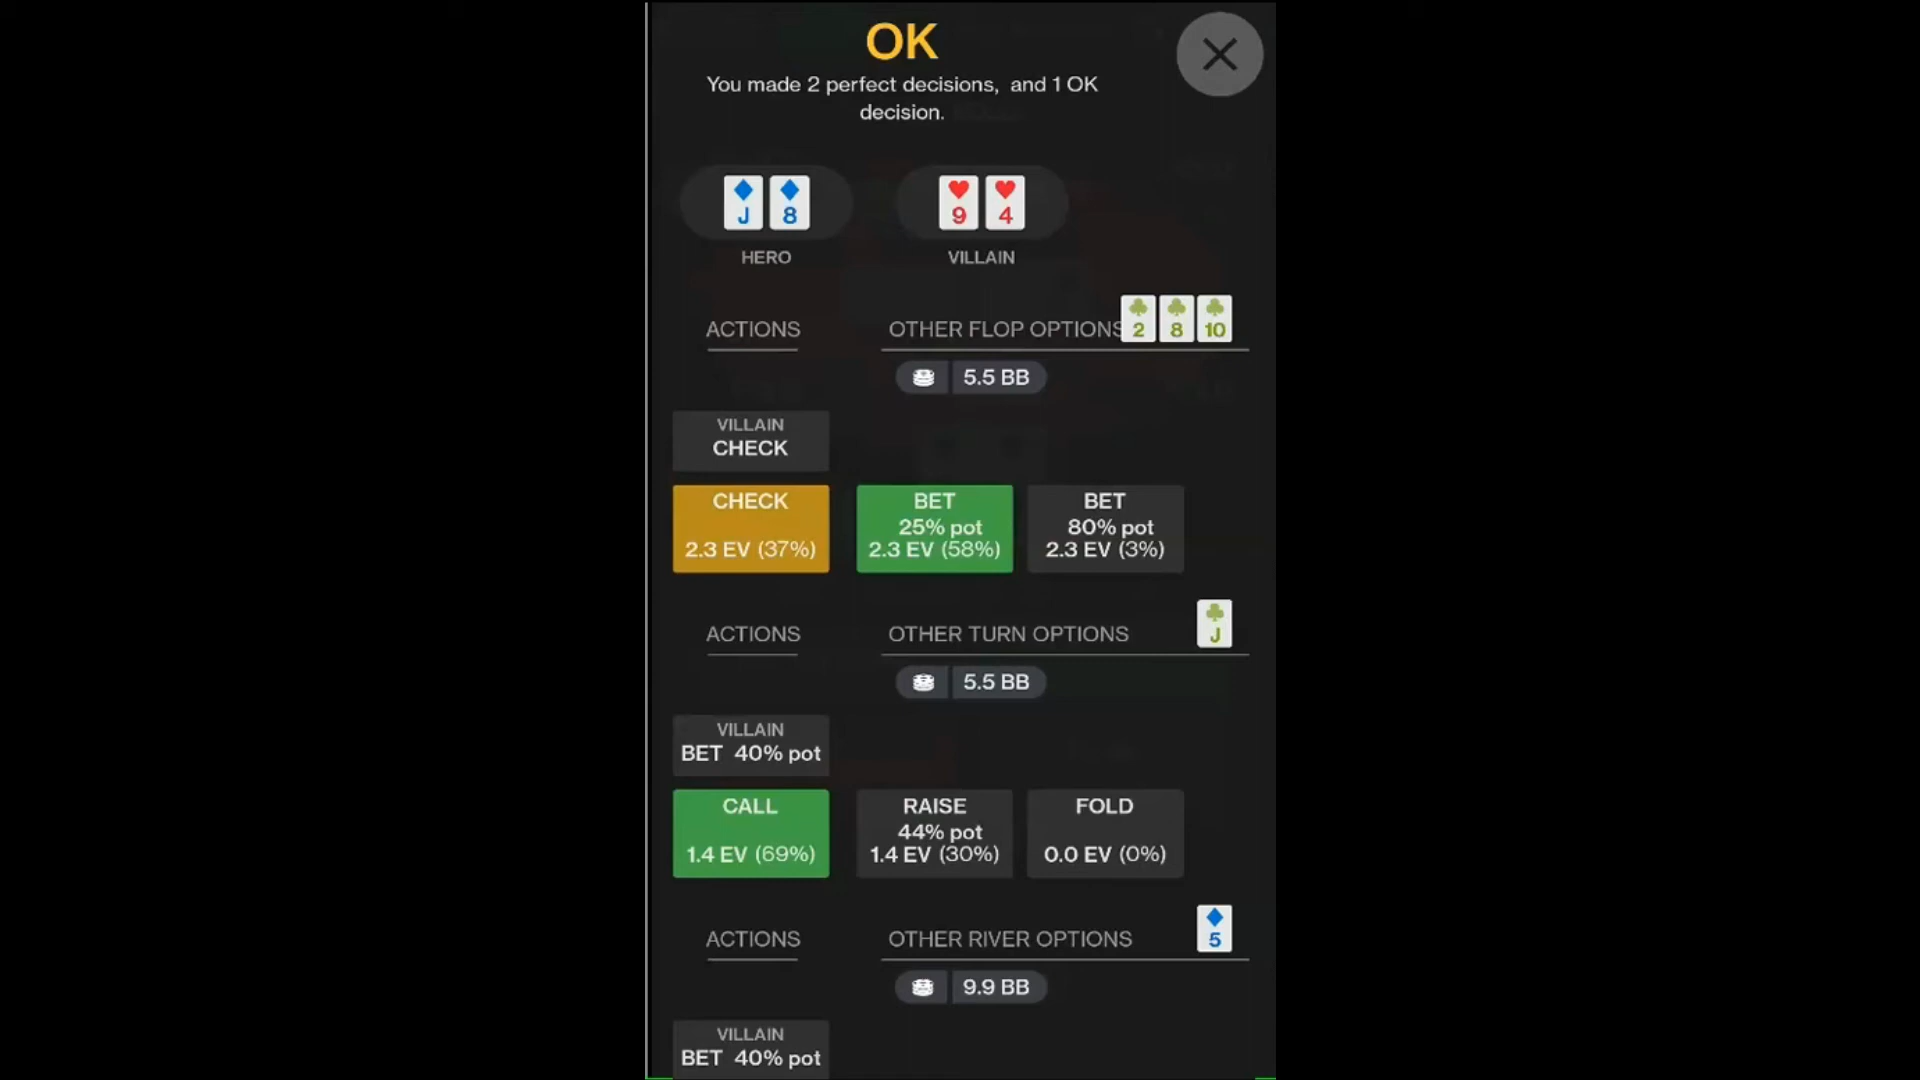 OK
You made 2 perfect decisions, and 1 OK
decision.
J 8
9 4
HERO
VILLAIN
ACTIONS
OTHER FLOP OPTIONS
2 8 10
5.5 BB
VILLAIN
CHECK
CHECK
2.3 EV (37%)
BET
25% pot
2.3 EV (58%)
BET
80% pot
2.3 EV (3%)
ACTIONS
OTHER TURN OPTIONS
J
5.5 BB
VILLAIN
BET 40% pot
CALL
1.4 EV (69%)
RAISE
44% pot
1.4 EV (30%)
FOLD
0.0 EV (0%)
ACTIONS
OTHER RIVER OPTIONS
5
9.9 BB
VILLAIN
BET 40% pot